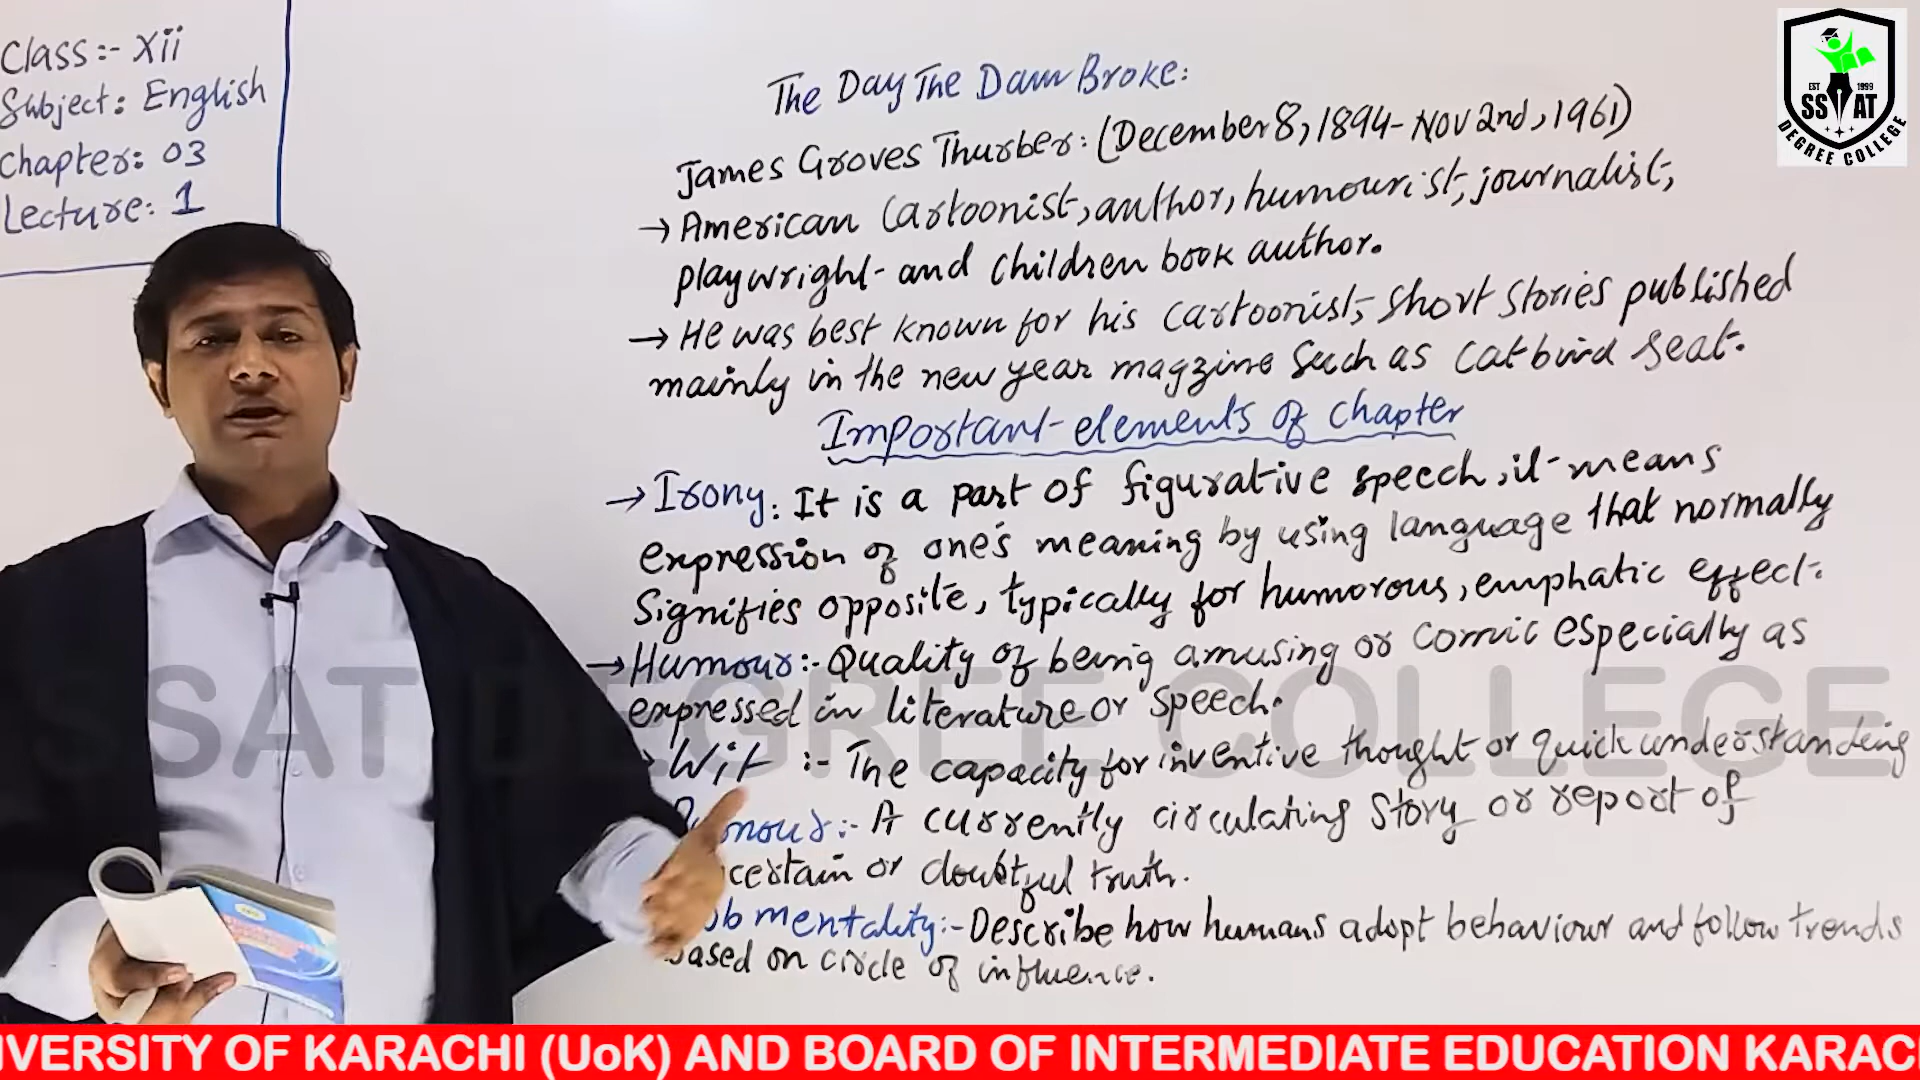 Class:- Xii
Subject: English
Chapter: 03
Lecture: 1
The Day The Dam Broke:
James Groves Thurber: (December 8, 1894- Nov 2nd, 1961)
→ American Cartoonist, author, humourist, journalist,
playwright and children book author.
→ He was best known for his cartoonist, short stories published
mainly in the new year magzine such as Catbird Seat.
Important elements of chapter
→ Irony: It is a part of figurative speech, it means
expression of one's meaning by using language that normally
Signifies opposite, typically for humorous, emphatic effect.
→ Humour:- Quality of being amusing or comic especially as
expressed in literature or speech.
Wit :- The capacity for inventive thought or quick understanding
:- A currently circulating story or report of
certain or doubtful truth.
mentality:- Describe how humans adopt behaviour and follow trends
based on circle of influence.
EST 1999
SSAT
DEGREE COLLEGE
SSAT DEGREE COLLEGE
IVERSITY OF KARACHI (UoK) AND BOARD OF INTERMEDIATE EDUCATION KARAC